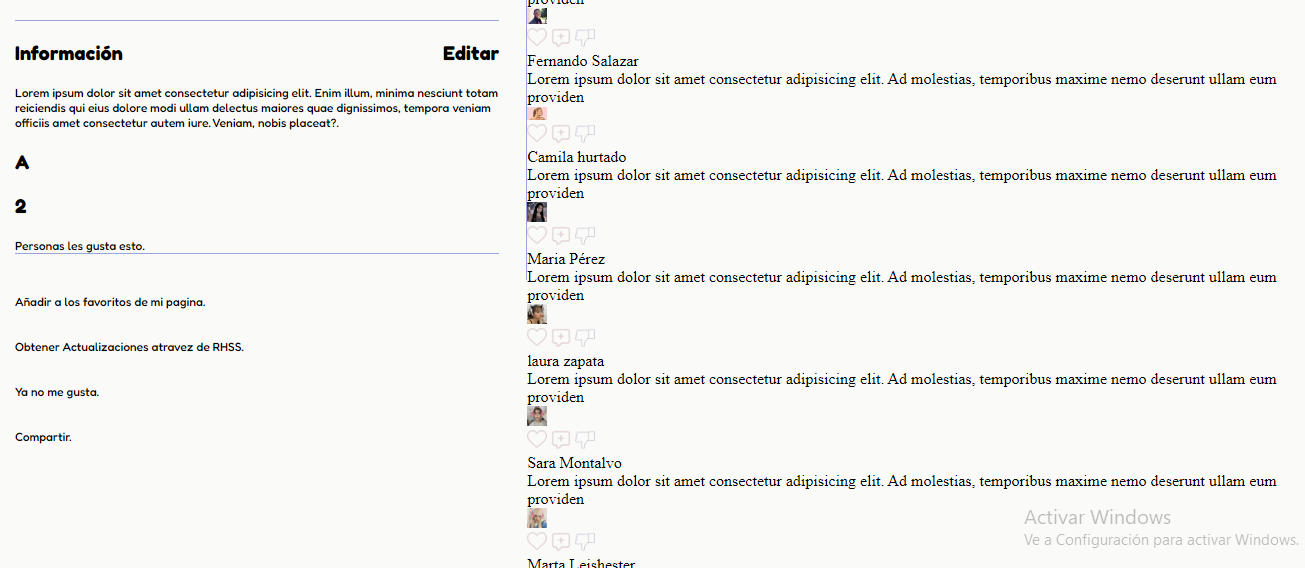 Información
Editar
Lorem ipsum dolor sit amet consectetur adipisicing elit. Enim illum, minima nesciunt totam
reiciendis qui eius dolore modi ullam delectus maiores quae dignissimos, tempora veniam
officiis amet consectetur autem iure. Veniam, nobis placeat?.
A
2
Personas les gusta esto.
Añadir a los favoritos de mi pagina.
Obtener Actualizaciones atravez de RHSS.
Ya no me gusta.
Compartir.
providen
Fernando Salazar
Lorem ipsum dolor sit amet consectetur adipisicing elit. Ad molestias, temporibus maxime nemo deserunt ullam eum
providen
Camila hurtado
Lorem ipsum dolor sit amet consectetur adipisicing elit. Ad molestias, temporibus maxime nemo deserunt ullam eum
providen
Maria Pérez
Lorem ipsum dolor sit amet consectetur adipisicing elit. Ad molestias, temporibus maxime nemo deserunt ullam eum
providen
laura zapata
Lorem ipsum dolor sit amet consectetur adipisicing elit. Ad molestias, temporibus maxime nemo deserunt ullam eum
providen
Sara Montalvo
Lorem ipsum dolor sit amet consectetur adipisicing elit. Ad molestias, temporibus maxime nemo deserunt ullam eum
providen
Marta Leishester
Activar Windows
Ve a Configuración para activar Windows.